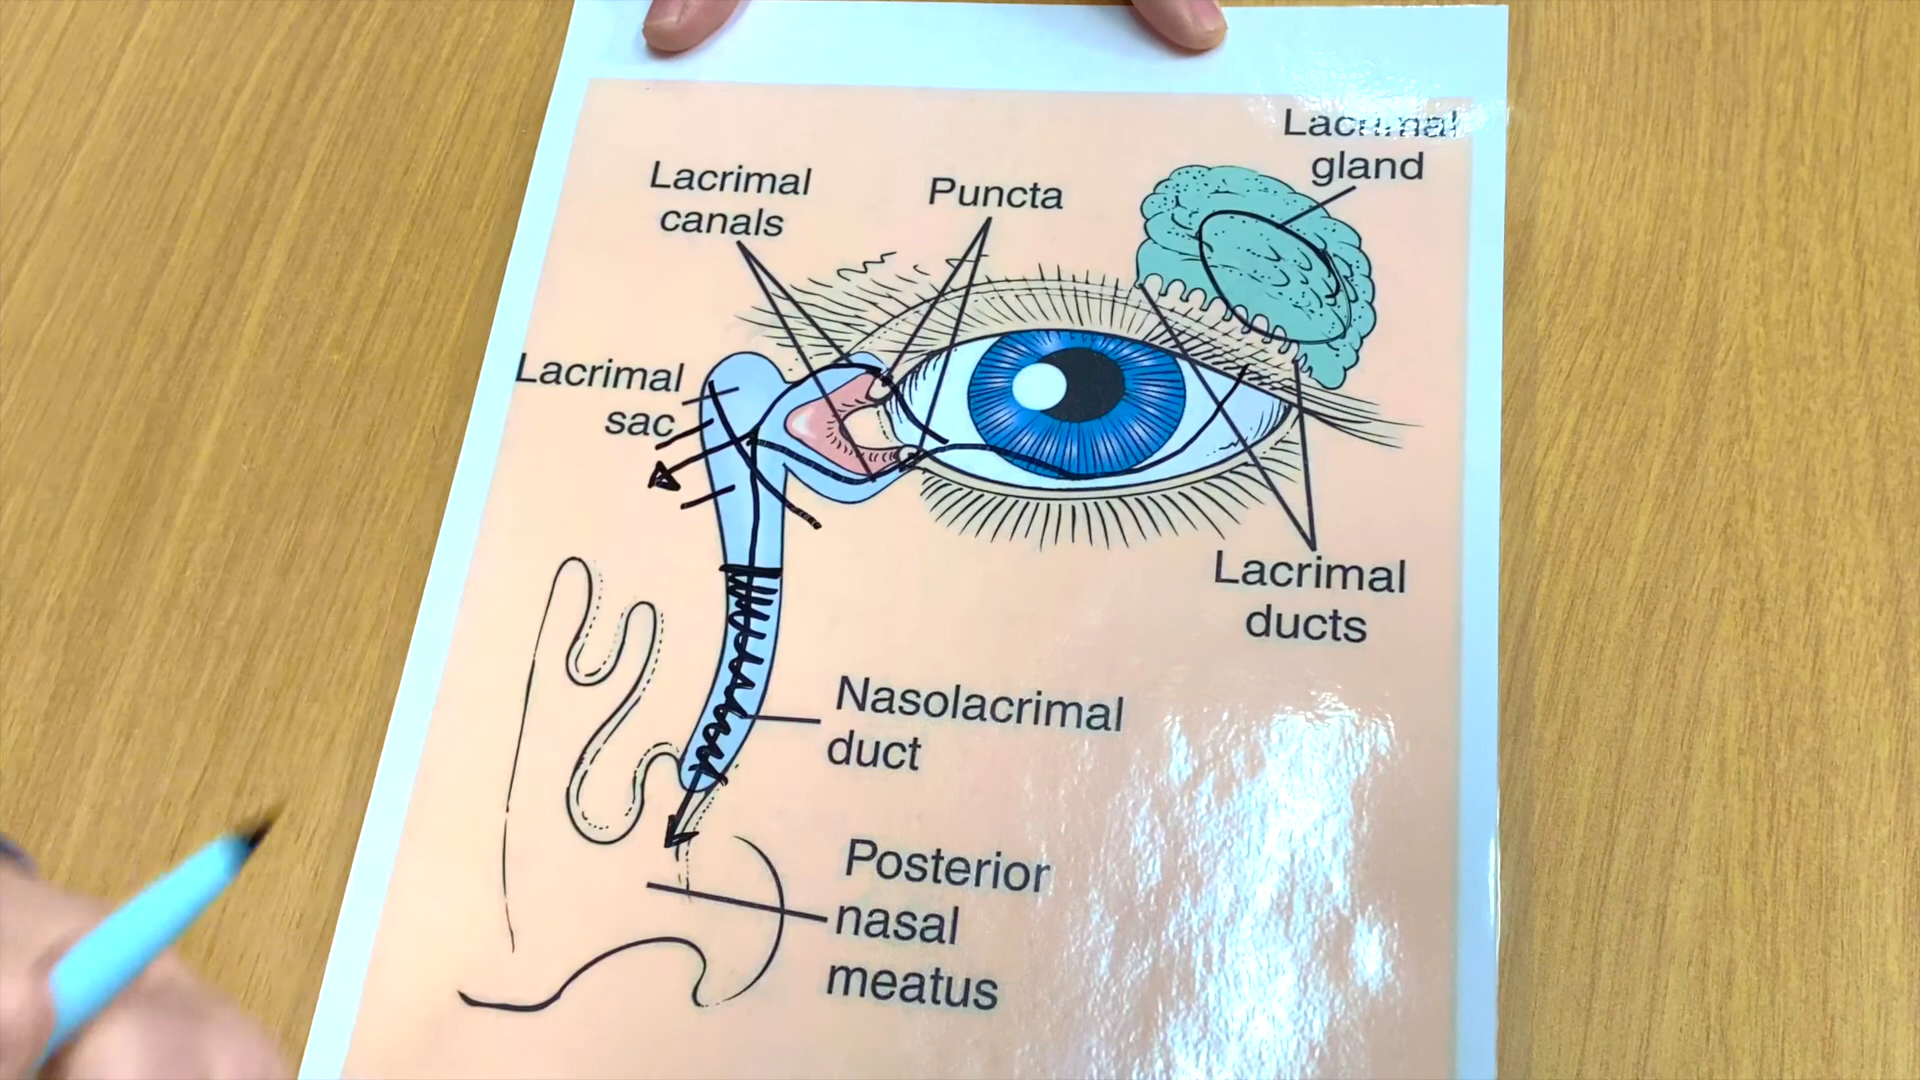 Lacrimal
gland
Lacrimal
canals
Puncta
Lacrimal
sac
Lacrimal
ducts
Nasolacrimal
duct
Posterior
nasal
meatus